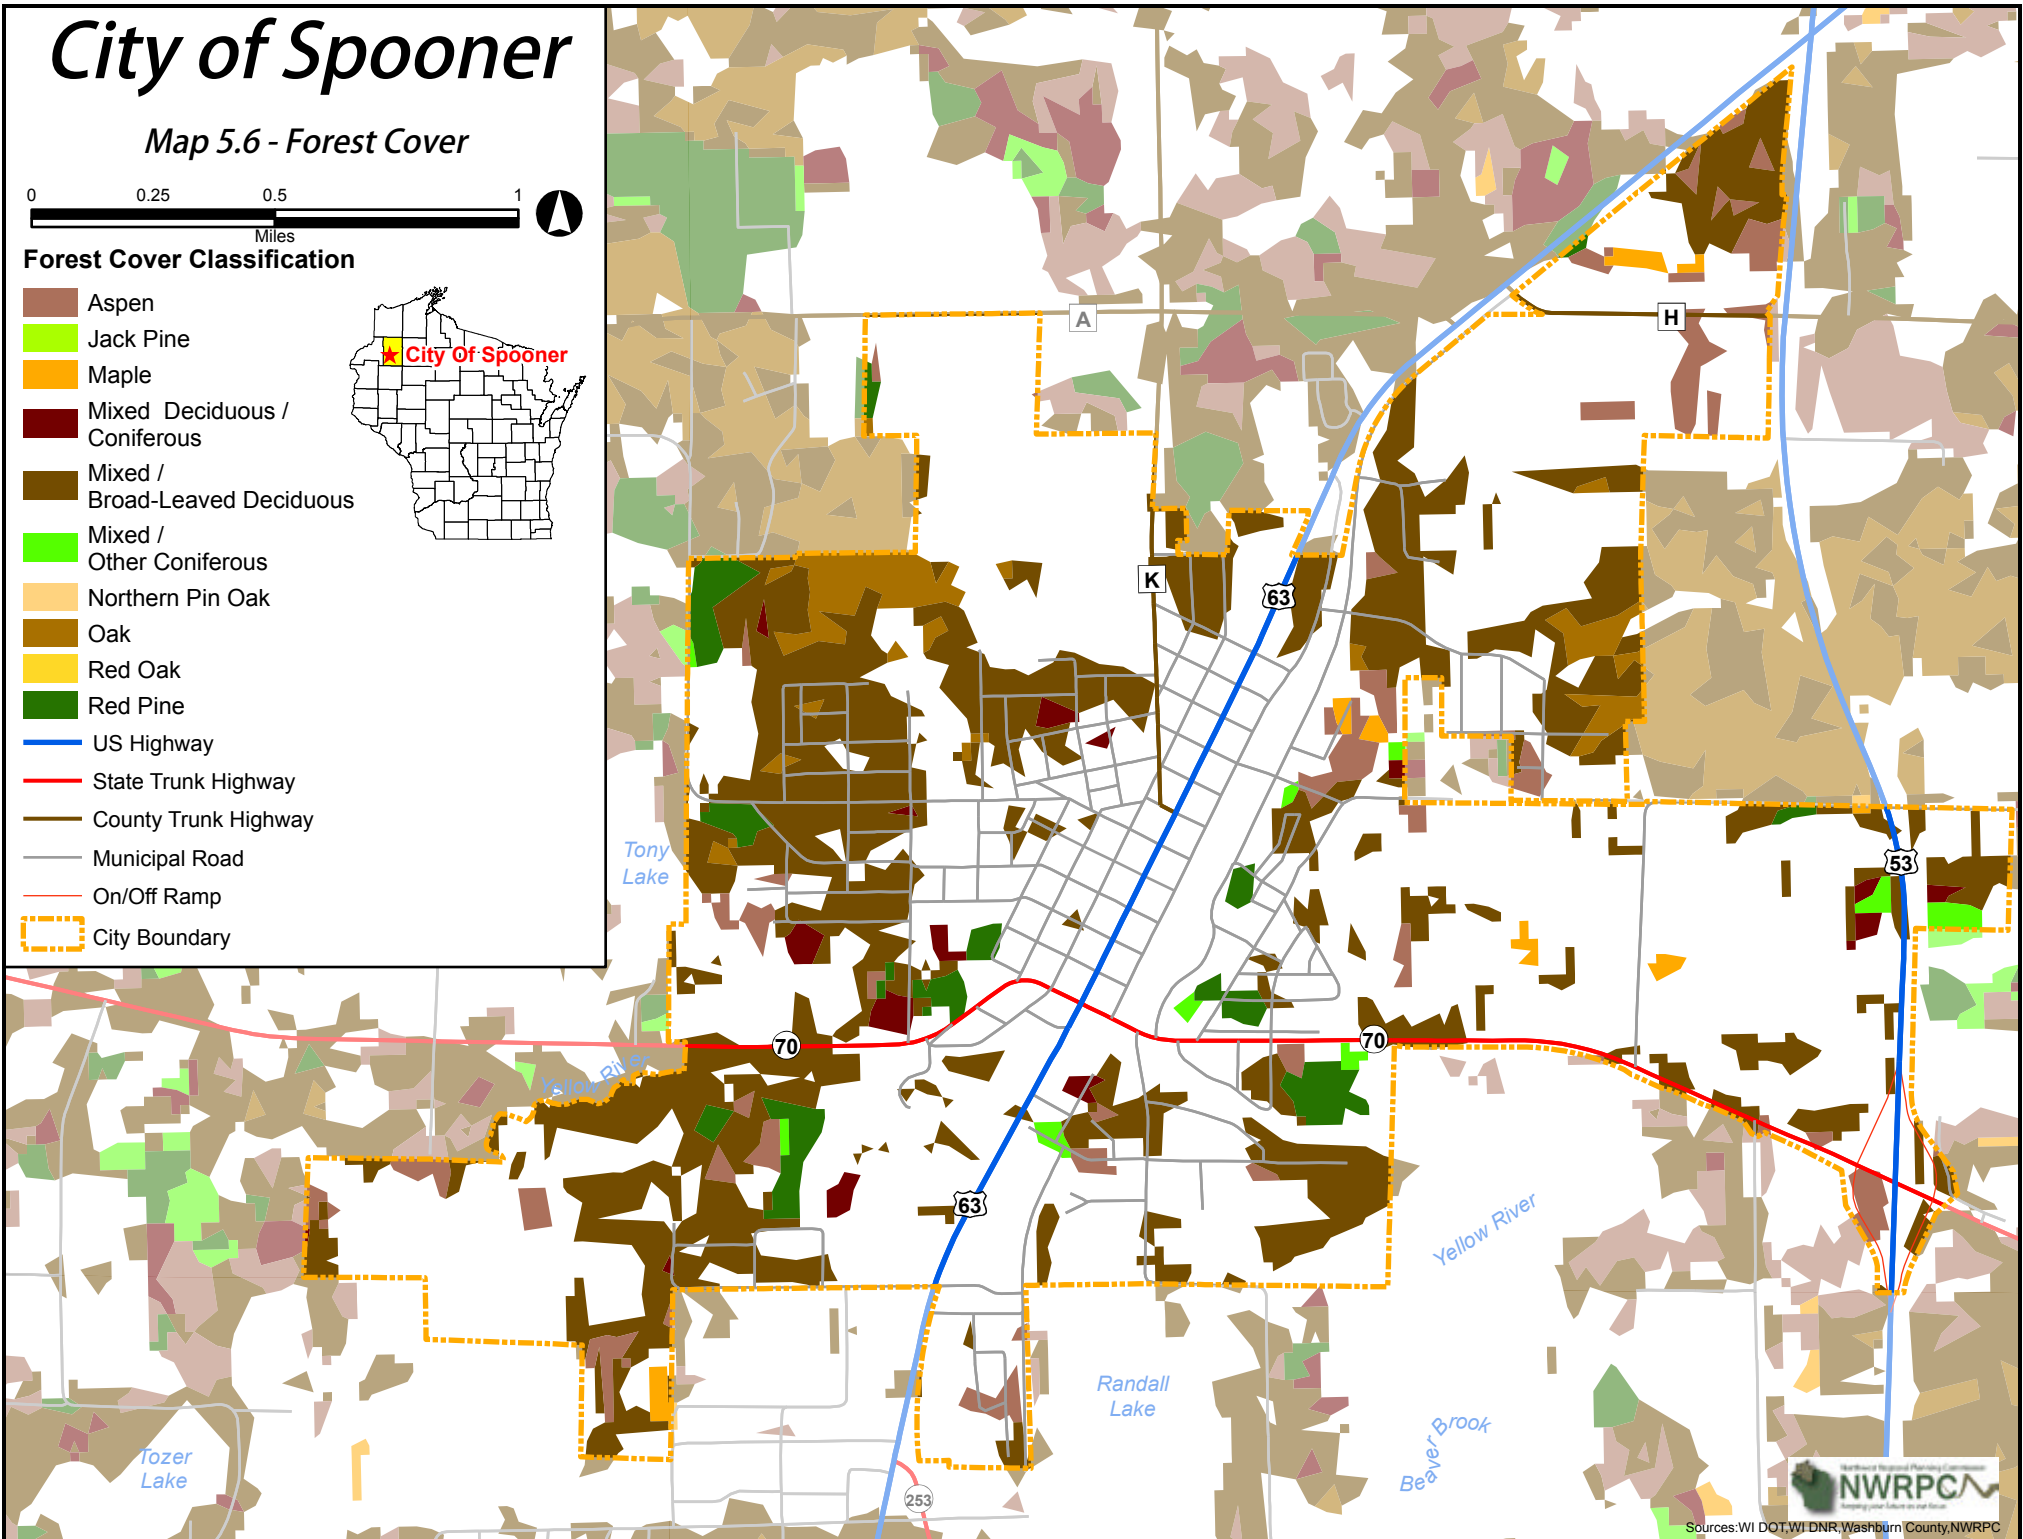 City of Spooner
Map 5.6 - Forest Cover
0 0.25 0.5 1
Miles
Forest Cover Classification
Aspen
Jack Pine
Maple
Mixed Deciduous /
Coniferous
Mixed /
Broad-Leaved Deciduous
Mixed /
Other Coniferous
Northern Pin Oak
Oak
Red Oak
Red Pine
US Highway
State Trunk Highway
County Trunk Highway
Municipal Road
On/Off Ramp
City Boundary
City Of Spooner
A
H
K
63
53
Tony
Lake
70
70
Yellow River
63
Yellow River
Randall
Lake
Beaver Brook
Tozer
Lake
253
Northwest Regional Planning Commission
NWRPC
Sources:WI DOT,WI DNR,Washburn County,NWRPC